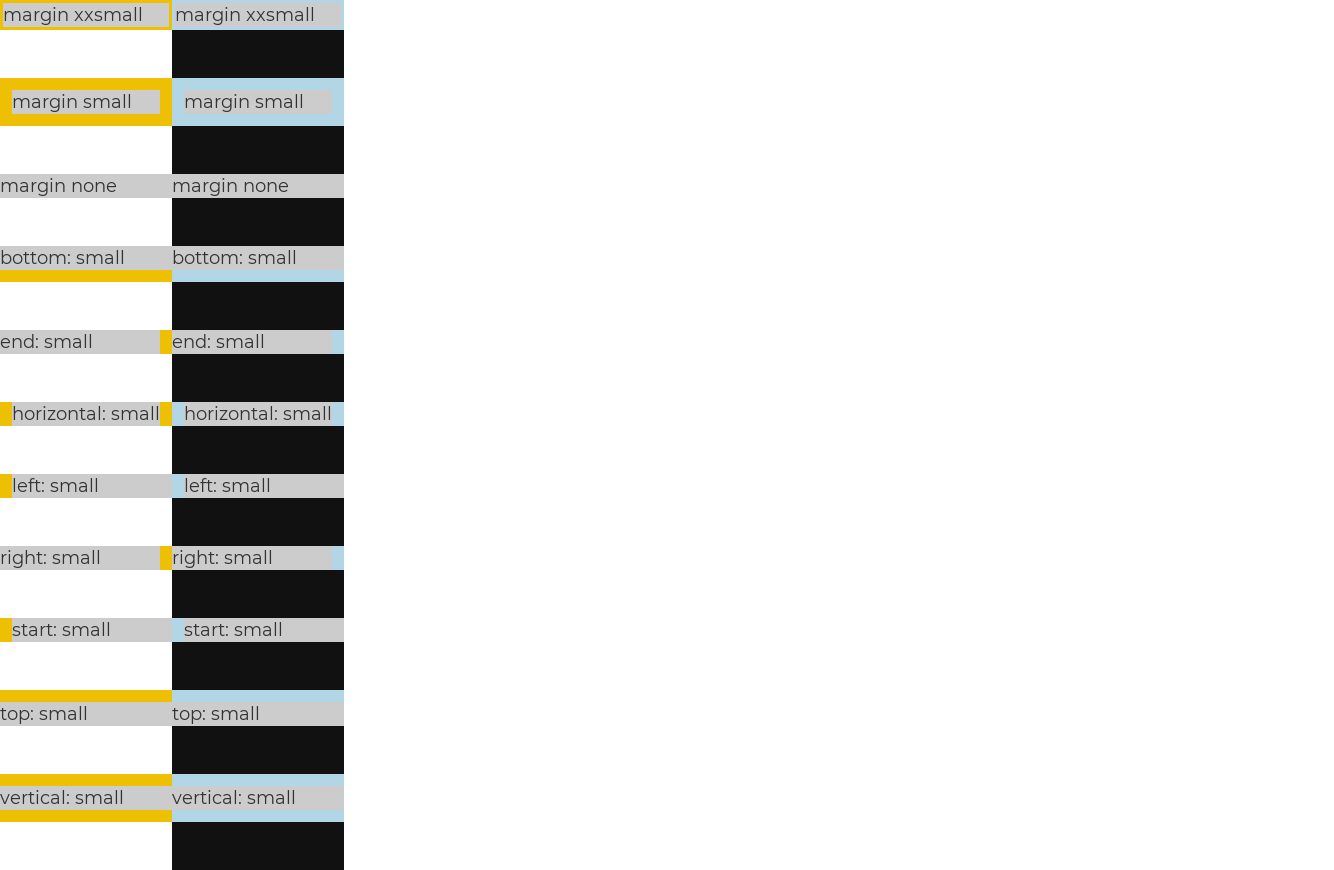 margin xxsmall margin xxsmall
margin small margin small
margin none margin none
bottom: small bottom: small
end: small end: small
horizontal: small horizontal: small
left: small left: small
right: small right: small
start: small start: small
top: small top: small
vertical: small vertical: small